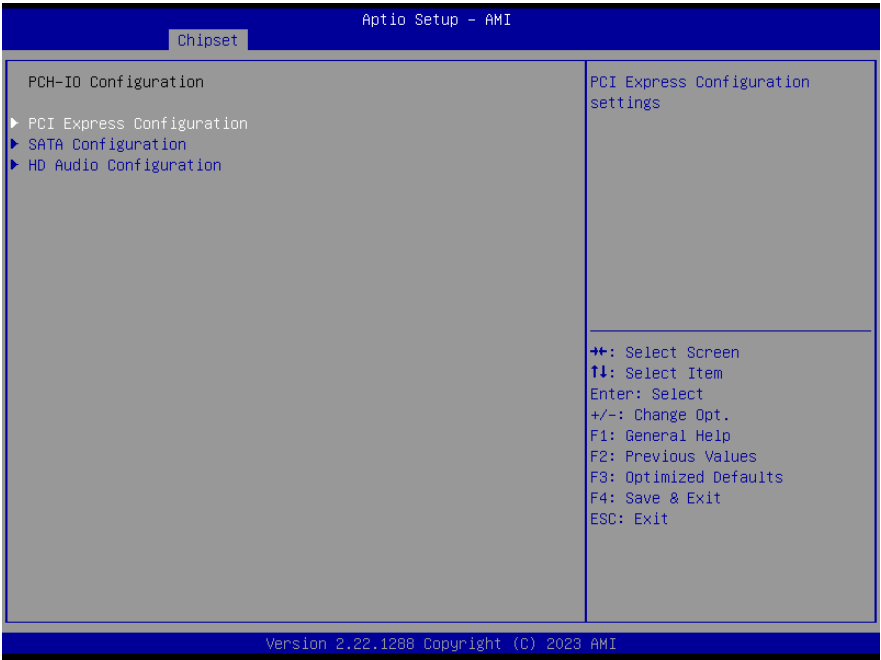 Aptio Setup – AMI
Chipset
PCH-IO Configuration
PCI Express Configuration
SATA Configuration
HD Audio Configuration
PCI Express Configuration
settings
→←: Select Screen
↑↓: Select Item
Enter: Select
+/-: Change Opt.
F1: General Help
F2: Previous Values
F3: Optimized Defaults
F4: Save & Exit
ESC: Exit
Version 2.22.1288 Copyright (C) 2023 AMI